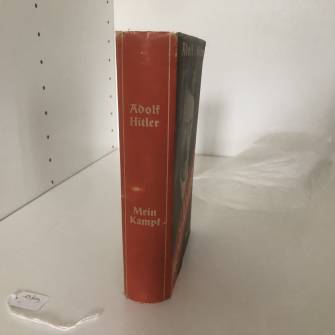 Adolf
Hitler
Mein
Kampf